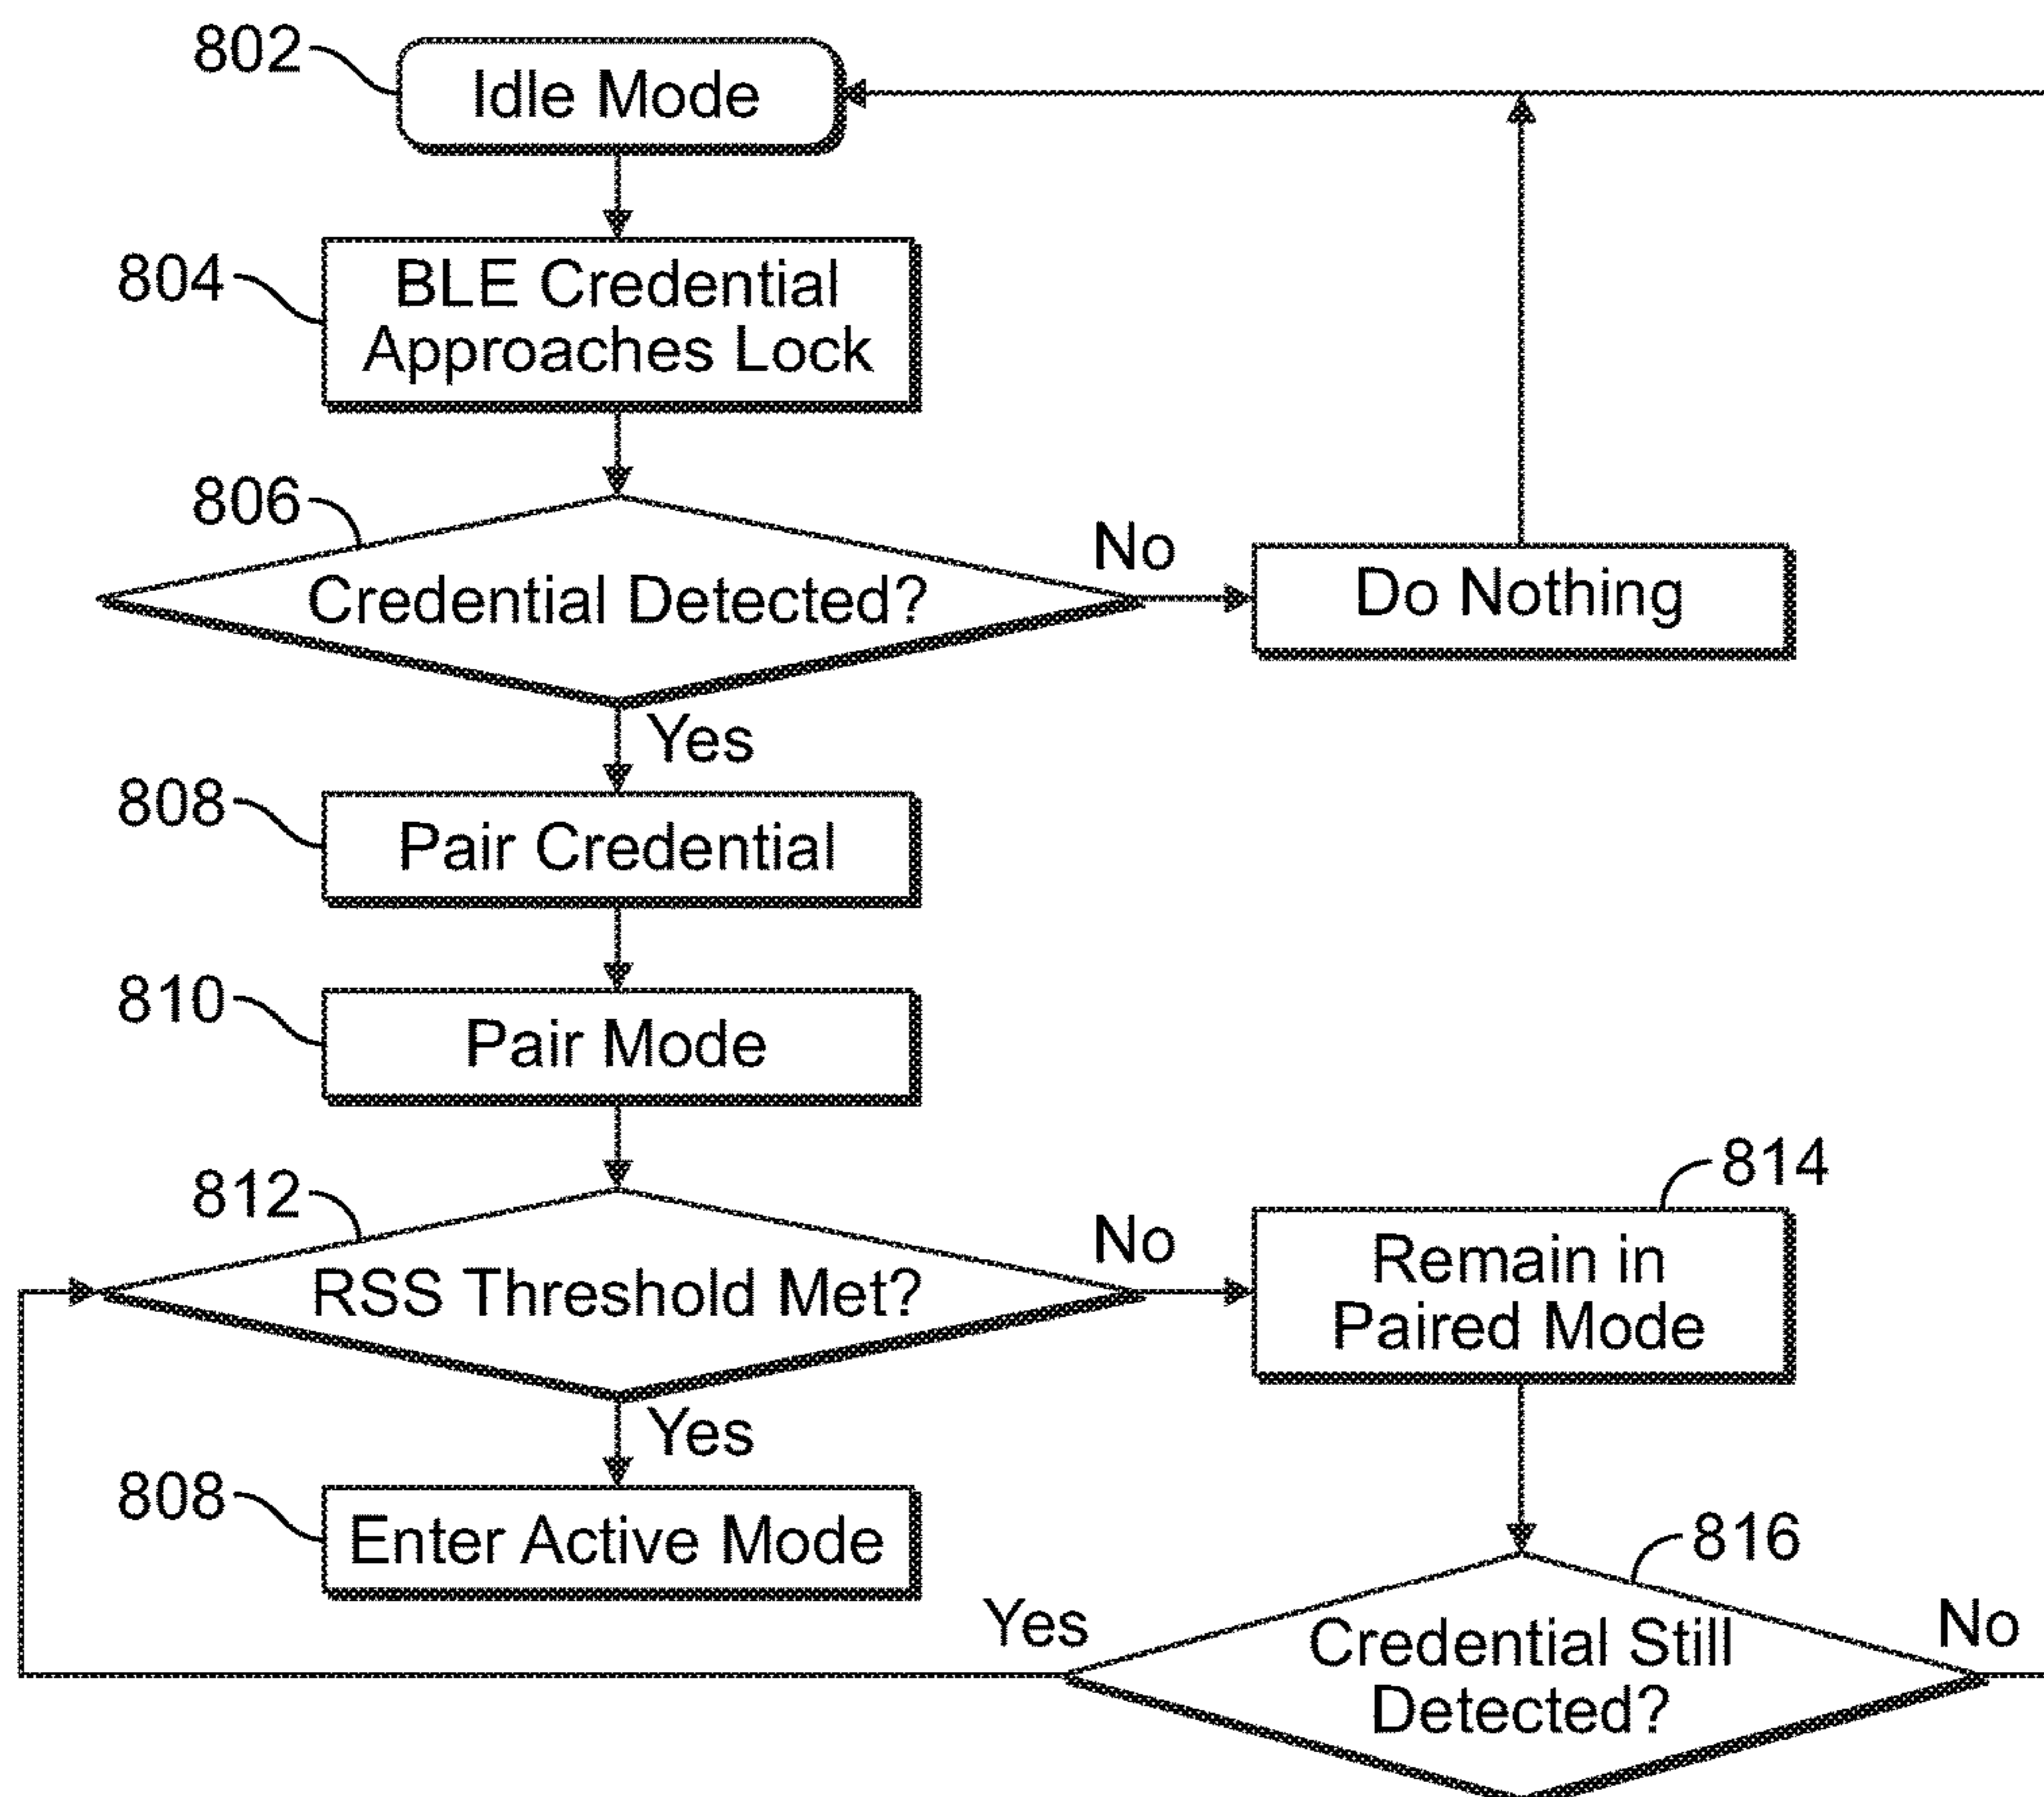 802
Idle Mode
804
BLE Credential
Approaches Lock
806
Credential Detected?
No
Do Nothing
Yes
808
Pair Credential
810
Pair Mode
812
RSS Threshold Met?
No
814
Remain in
Paired Mode
Yes
808
Enter Active Mode
816
Credential Still
Detected?
Yes
No